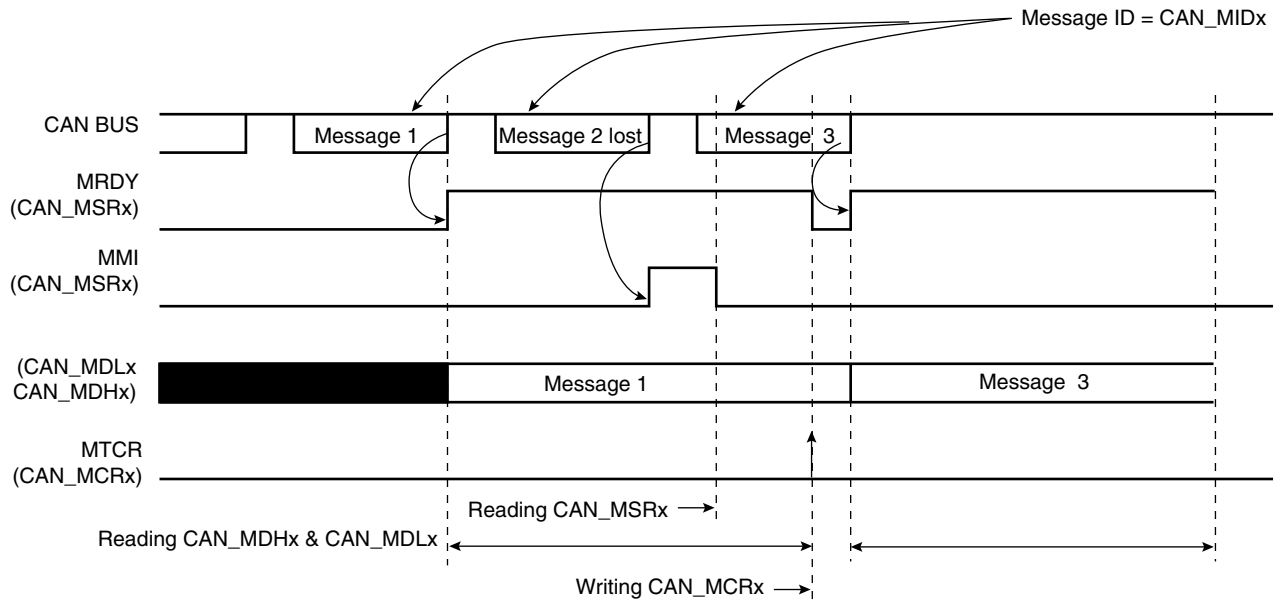 Message ID = CAN_MIDx
CAN BUS
Message 1
Message 2 lost
Message 3
MRDY
(CAN_MSRx)
MMI
(CAN_MSRx)
(CAN_MDLx
CAN_MDHx)
Message 1
Message 3
MTCR
(CAN_MCRx)
Reading CAN_MSRx
Reading CAN_MDHx & CAN_MDLx
Writing CAN_MCRx